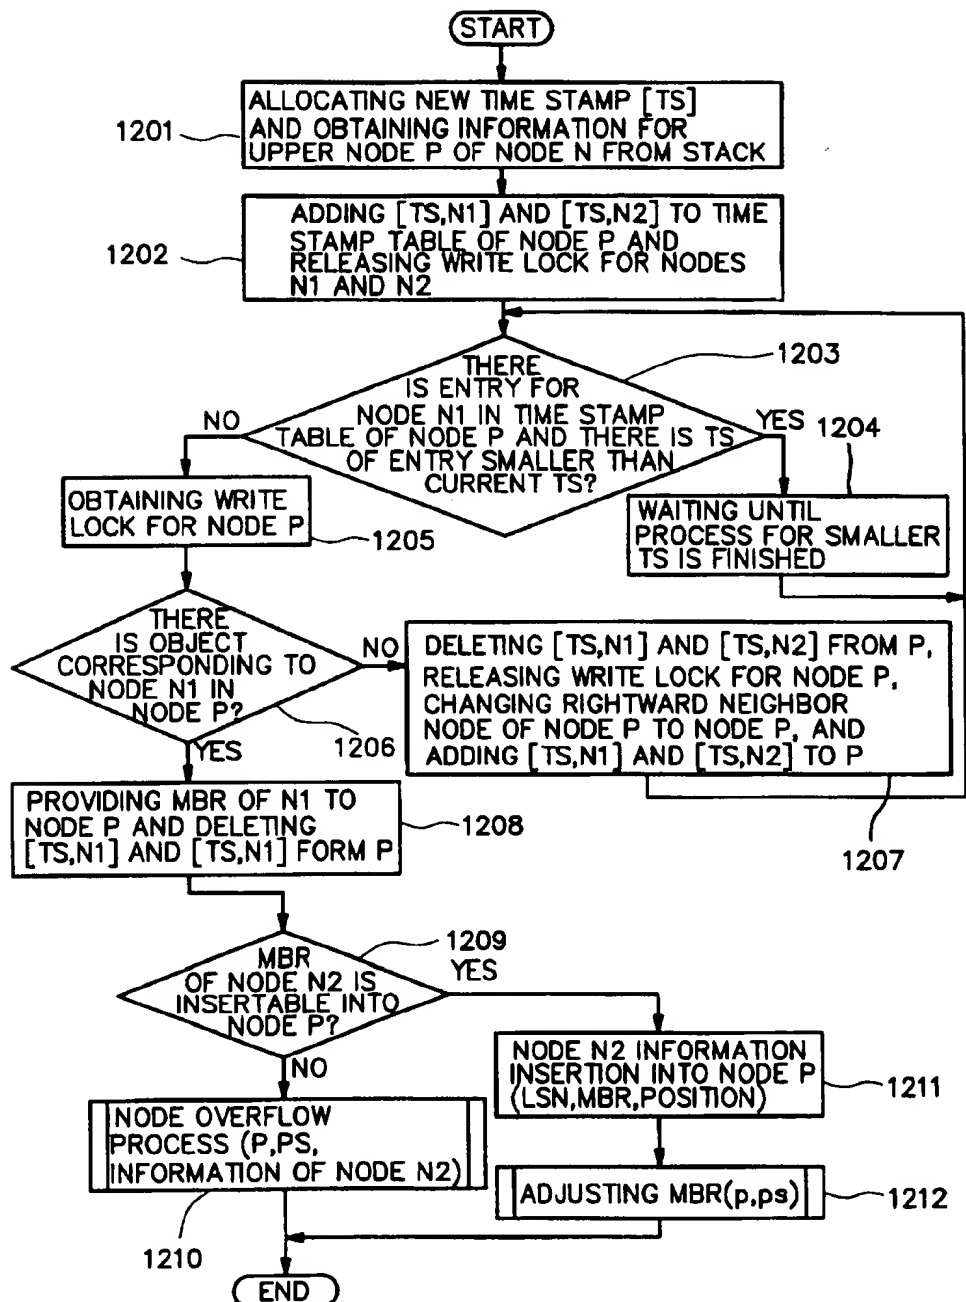 START
ALLOCATING NEW TIME STAMP [TS]
AND OBTAINING INFORMATION FOR
UPPER NODE P OF NODE N FROM STACK
1201
ADDING [TS,N1] AND [TS,N2] TO TIME
STAMP TABLE OF NODE P AND
RELEASING WRITE LOCK FOR NODES
N1 AND N2
1202
THERE
IS ENTRY FOR
NODE N1 IN TIME STAMP
TABLE OF NODE P AND THERE IS TS
OF ENTRY SMALLER THAN
CURRENT TS?
1203
NO
YES
1204
WAITING UNTIL
PROCESS FOR SMALLER
TS IS FINISHED
OBTAINING WRITE
LOCK FOR NODE P
1205
THERE
IS OBJECT
CORRESPONDING TO
NODE N1 IN
NODE P?
1206
NO
YES
DELETING [TS,N1] AND [TS,N2] FROM P,
RELEASING WRITE LOCK FOR NODE P,
CHANGING RIGHTWARD NEIGHBOR
NODE OF NODE P TO NODE P, AND
ADDING [TS,N1] AND [TS,N2] TO P
1207
PROVIDING MBR OF N1 TO
NODE P AND DELETING
[TS,N1] AND [TS,N1] FORM P
1208
MBR
OF NODE N2 IS
INSERTABLE INTO
NODE P?
1209
YES
NO
NODE N2 INFORMATION
INSERTION INTO NODE P
(LSN,MBR,POSITION)
1211
NODE OVERFLOW
PROCESS (P,PS,
INFORMATION OF NODE N2)
1210
ADJUSTING MBR(p,ps)
1212
END